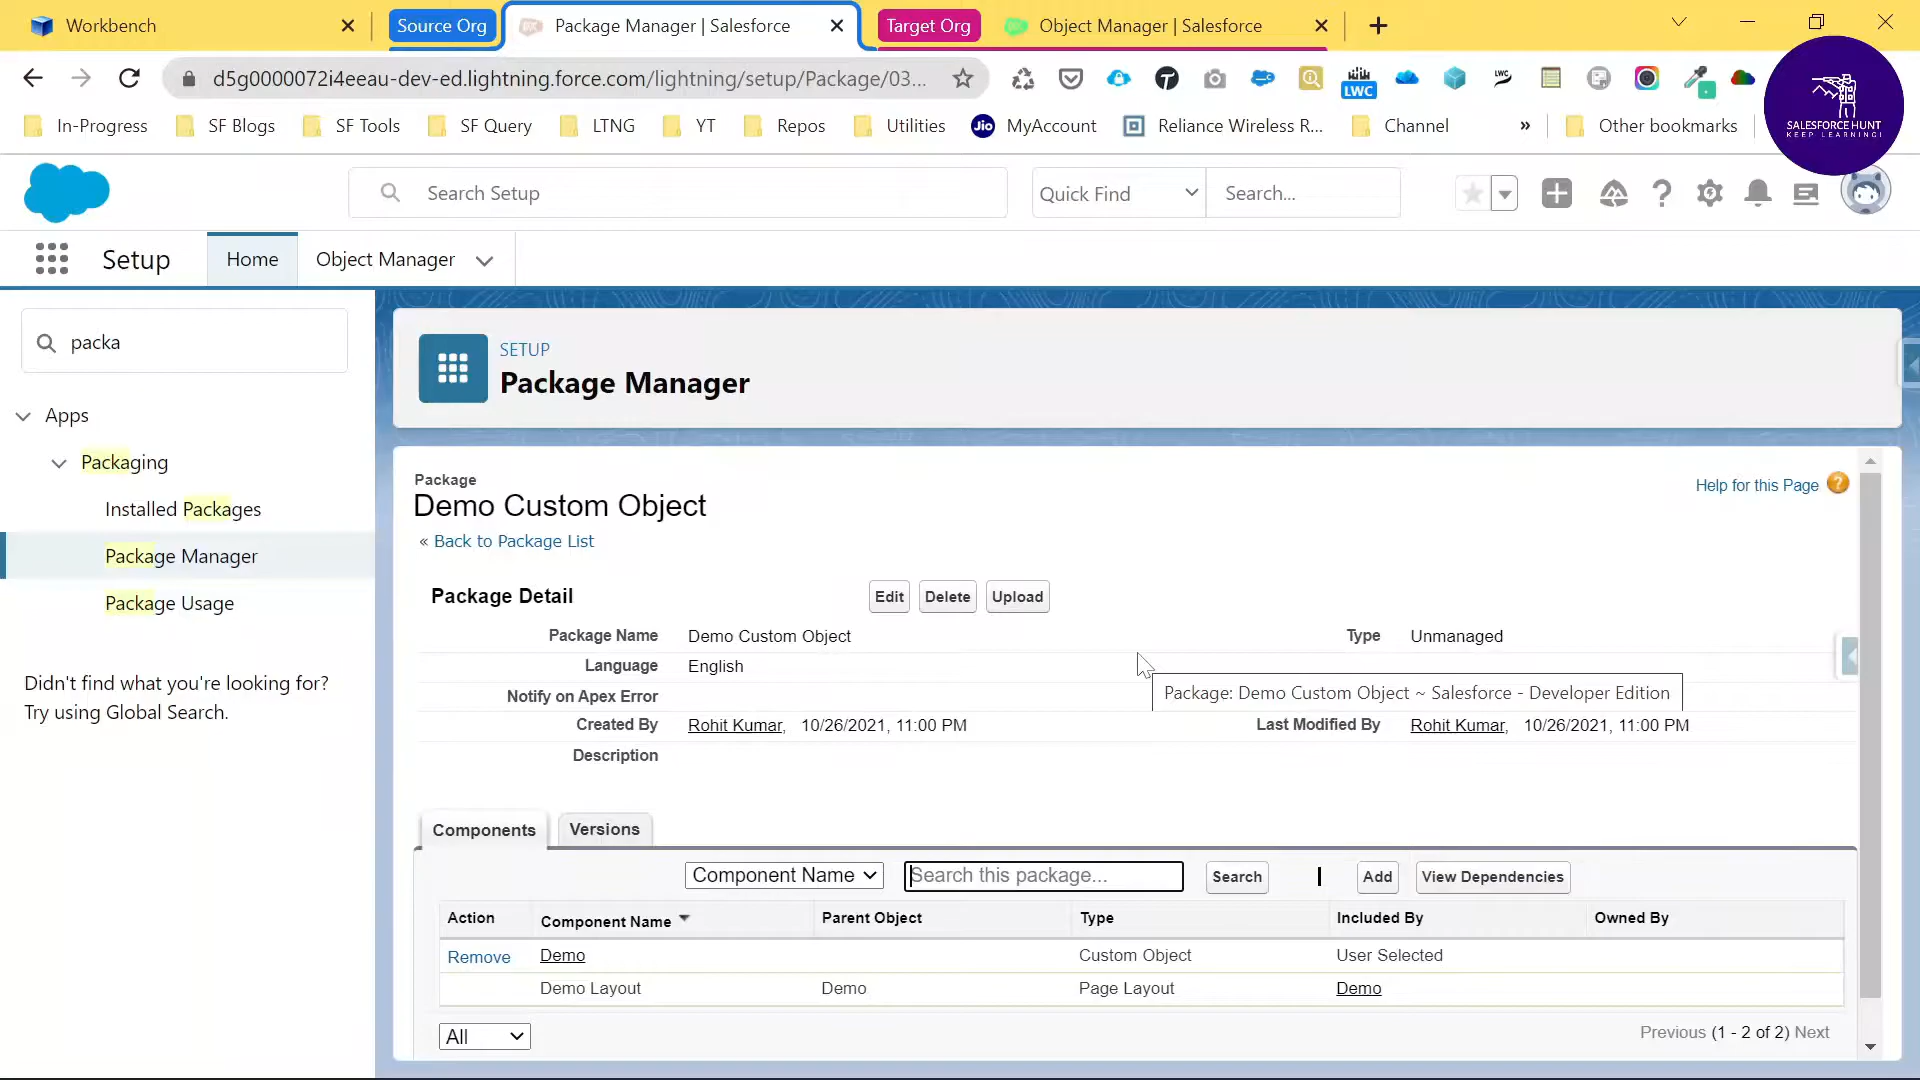 Workbench
Source Org
Package Manager | Salesforce
Target Org
Object Manager | Salesforce
d5g0000072i4eeau-dev-ed.lightning.force.com/lightning/setup/Package/03...
LWC
LWC
In-Progress
SF Blogs
SF Tools
SF Query
LTNG
YT
Repos
Utilities
Jio
MyAccount
Reliance Wireless R...
Channel
»
Other bookmarks
SALESFORCE HUNT
KEEP LEARNING!
Search Setup
Quick Find
Search...
Setup
Home
Object Manager
packa
Apps
Packaging
Installed Packages
Package Manager
Package Usage
Didn't find what you're looking for?
Try using Global Search.
SETUP
Package Manager
Package
Demo Custom Object
« Back to Package List
Help for this Page ?
Package Detail
Edit
Delete
Upload
Package Name Demo Custom Object
Type Unmanaged
Language English
Package: Demo Custom Object ~ Salesforce - Developer Edition
Notify on Apex Error
Created By Rohit Kumar, 10/26/2021, 11:00 PM
Last Modified By Rohit Kumar, 10/26/2021, 11:00 PM
Description
Components
Versions
Component Name
Search this package...
Search
|
Add
View Dependencies
Action Component Name Parent Object Type Included By Owned By
Remove Demo Custom Object User Selected
Demo Layout Demo Page Layout Demo
All
Previous (1 - 2 of 2) Next